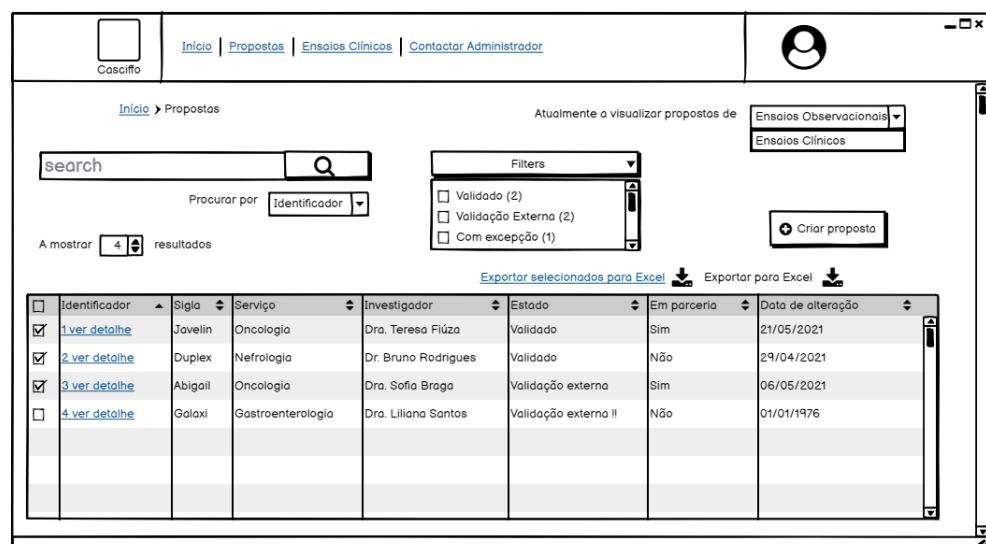 Casciffo
Início Propostas Ensaios Clínicos Contactar Administrador
Início Propostas
Atualmente a visualizar propostas de
Ensaios Observacionais
Ensaios Clínicos
search
Filters
Procurar por Identificador
Validado (2)
Validação Externa (2)
Com excepção (1)
Criar proposta
A mostrar 4 resultados
Exportar selecionados para Excel Exportar para Excel
Identificador Sigla Serviço Investigador Estado Em parceria Data de alteração
1 ver detalhe Javelin Oncologia Dra. Teresa Fiúza Validado Sim 21/05/2021
2 ver detalhe Duplex Nefrologia Dr. Bruno Rodrigues Validado Não 29/04/2021
3 ver detalhe Abigail Oncologia Dra. Sofia Braga Validação externa Sim 06/05/2021
4 ver detalhe Galaxi Gastroenterologia Dra. Liliana Santos Validação externa !! Não 01/01/1976